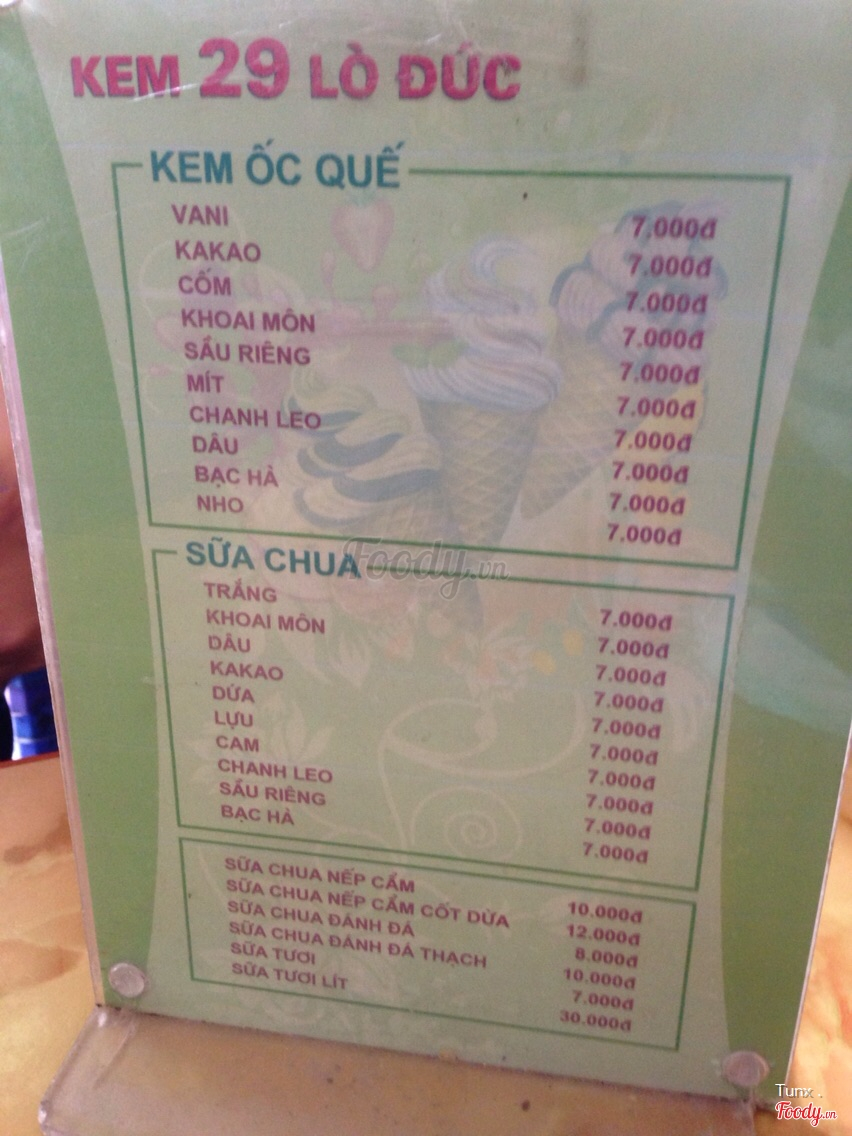 KEM 29 LÒ ĐÚC
KEM ỐC QUẾ
VANI 7.000đ
KAKAO 7.000đ
CỐM 7.000đ
KHOAI MÔN 7.000đ
SẦU RIÊNG 7.000đ
MÍT 7.000đ
CHANH LEO 7.000đ
DÂU 7.000đ
BẠC HÀ 7.000đ
NHO 7.000đ
SỮA CHUA
TRẮNG 7.000đ
KHOAI MÔN 7.000đ
DÂU 7.000đ
KAKAO 7.000đ
DỨA 7.000đ
LỰU 7.000đ
CAM 7.000đ
CHANH LEO 7.000đ
SẦU RIÊNG 7.000đ
BẠC HÀ 7.000đ
SỮA CHUA NẾP CẨM 10.000đ
SỮA CHUA NẾP CẨM CỐT DỪA 12.000đ
SỮA CHUA ĐÁNH ĐÁ 8.000đ
SỮA CHUA ĐÁNH ĐÁ THẠCH 10.000đ
SỮA TƯƠI 7.000đ
SỮA TƯƠI LÍT 30.000đ
Foody.vn
Tunx .
Foody.vn